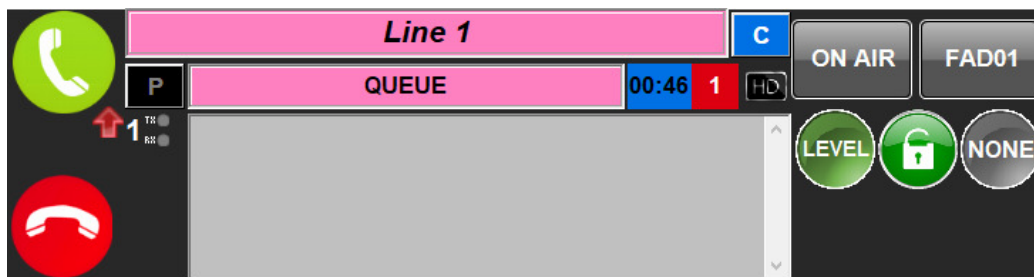 Line 1
C
ON AIR
FAD01
P
QUEUE
00:46
1
HD
1
TX
RX
LEVEL
NONE